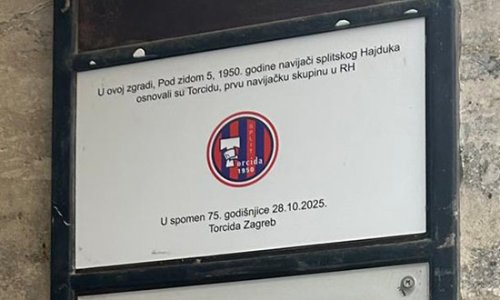 U ovoj zgradi, Pod zidom 5, 1950. godine navijači splitskog Hajduka
osnovali su Torcidu, prvu navijačku skupinu u RH
SPLIT
Torcida
1950
U spomen 75. godišnjice 28.10.2025.
Torcida Zagreb